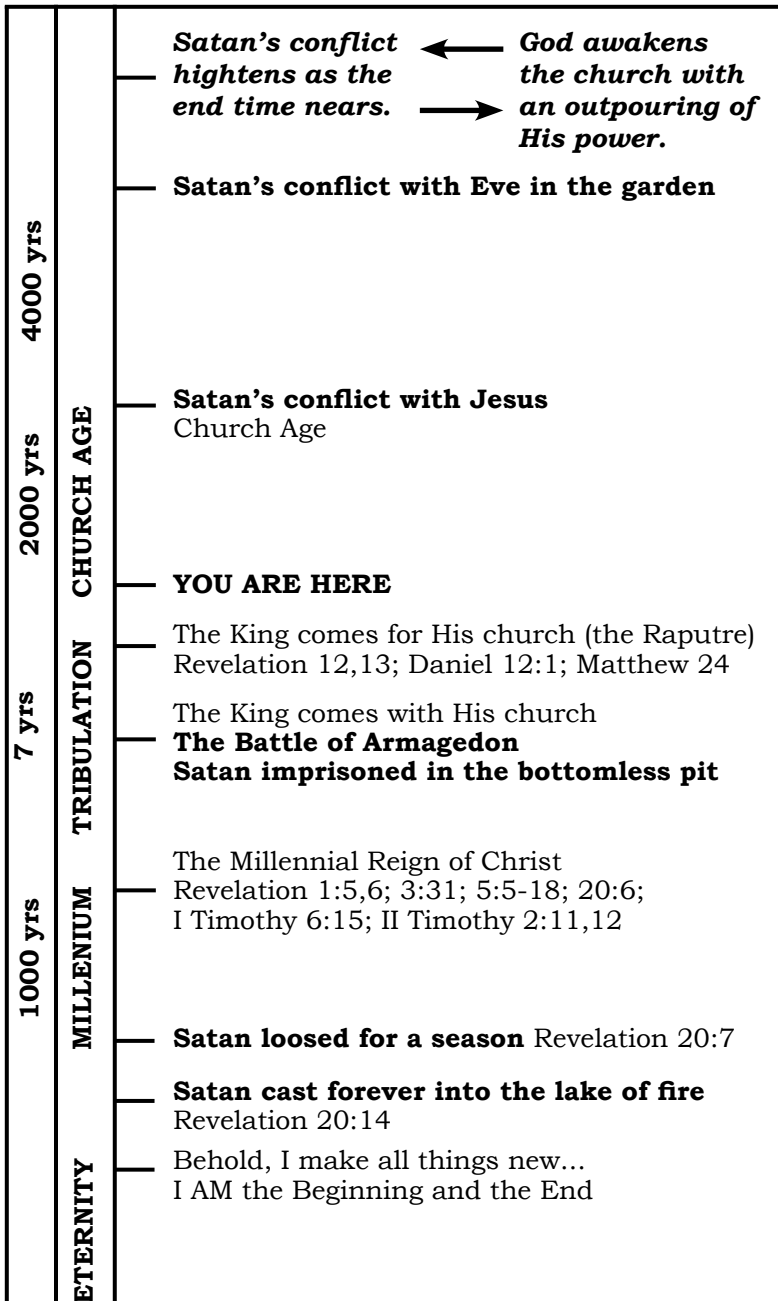 Satan’s conflict
hightens as the
end time nears.
God awakens
the church with
an outpouring of
His power.
Satan’s conflict with Eve in the garden
4000 yrs
Satan’s conflict with Jesus
Church Age
2000 yrs
CHURCH AGE
YOU ARE HERE
The King comes for His church (the Raputre)
Revelation 12,13; Daniel 12:1; Matthew 24
7 yrs
TRIBULATION
The King comes with His church
The Battle of Armagedon
Satan imprisoned in the bottomless pit
The Millennial Reign of Christ
Revelation 1:5,6; 3:31; 5:5-18; 20:6;
I Timothy 6:15; II Timothy 2:11,12
1000 yrs
MILLENIUM
Satan loosed for a season Revelation 20:7
Satan cast forever into the lake of fire
Revelation 20:14
Behold, I make all things new...
I AM the Beginning and the End
ETERNITY